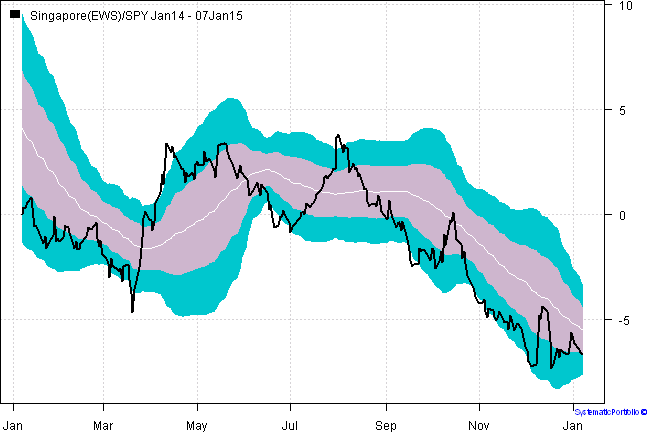 Singapore(EWS)/SPY Jan14 - 07Jan15
10
5
0
-5
Jan Mar May Jul Sep Nov Jan
SystematicPortfolio ©